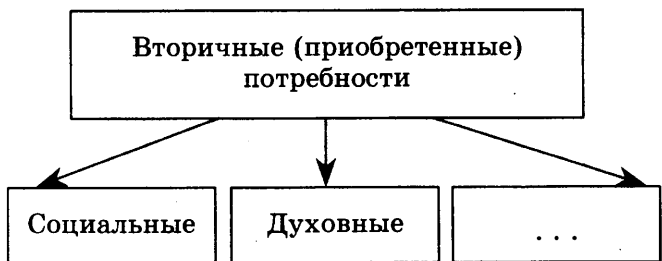 Вторичные (приобретенные)
потребности
Социальные
Духовные
...